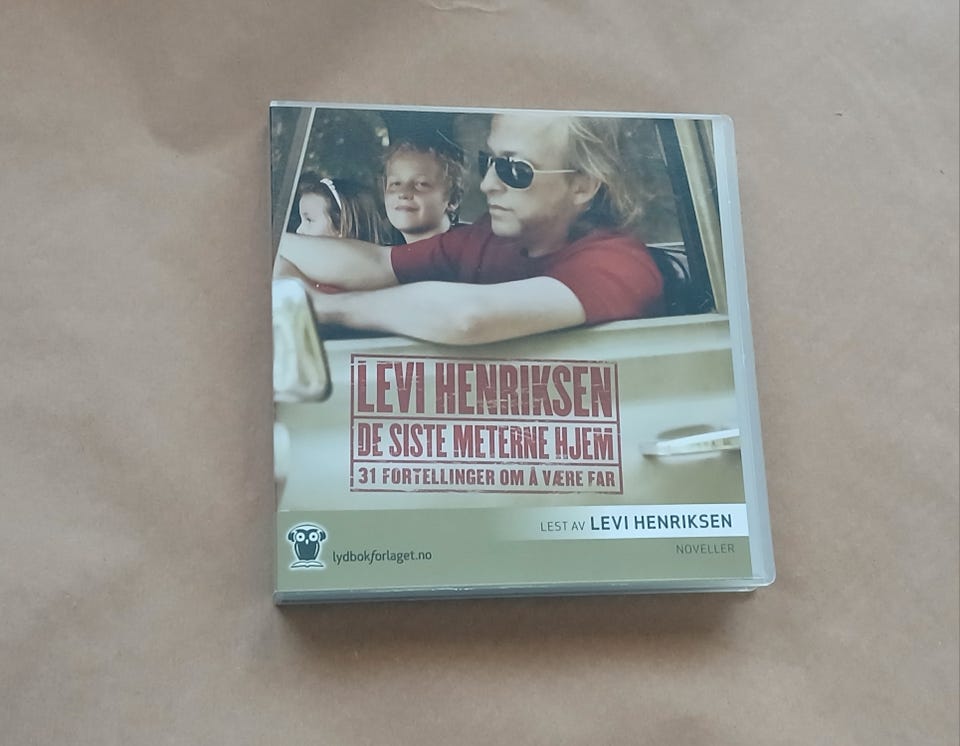 LEVI HENRIKSEN
DE SISTE METERNE HJEM
31 FORTELLINGER OM Å VÆRE FAR
LEST AV LEVI HENRIKSEN
NOVELLER
lydbokforlaget.no